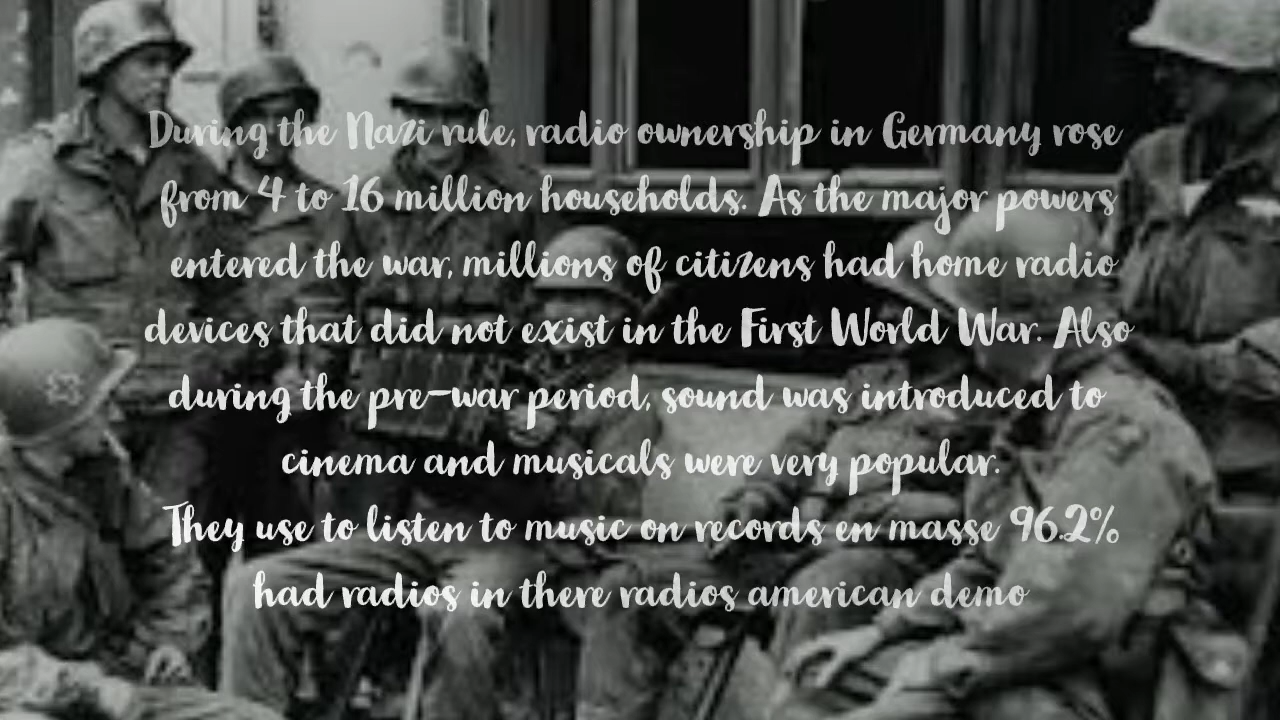 During the Nazi rule, radio ownership in Germany rose
from 4 to 16 million households. As the major powers
entered the war, millions of citizens had home radio
devices that did not exist in the First World War. Also
during the pre-war period, sound was introduced to
cinema and musicals were very popular.
They use to listen to music on records en masse 96.2%
had radios in there radios american demo